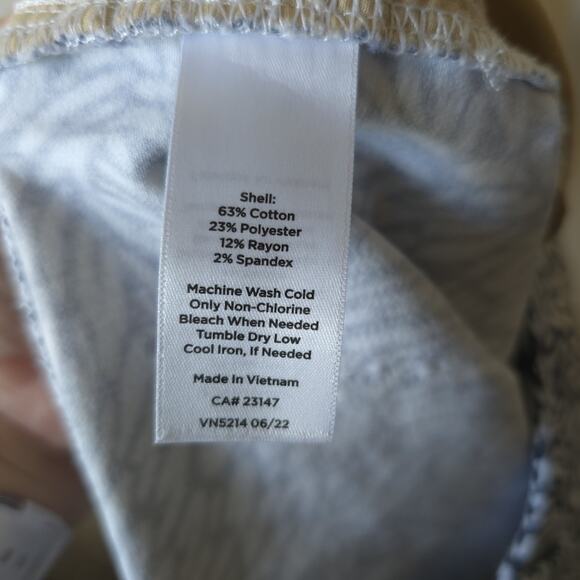 Shell:
63% Cotton
23% Polyester
12% Rayon
2% Spandex
Machine Wash Cold
Only Non-Chlorine
Bleach When Needed
Tumble Dry Low
Cool Iron, If Needed
Made In Vietnam
CA# 23147
VN5214 06/22